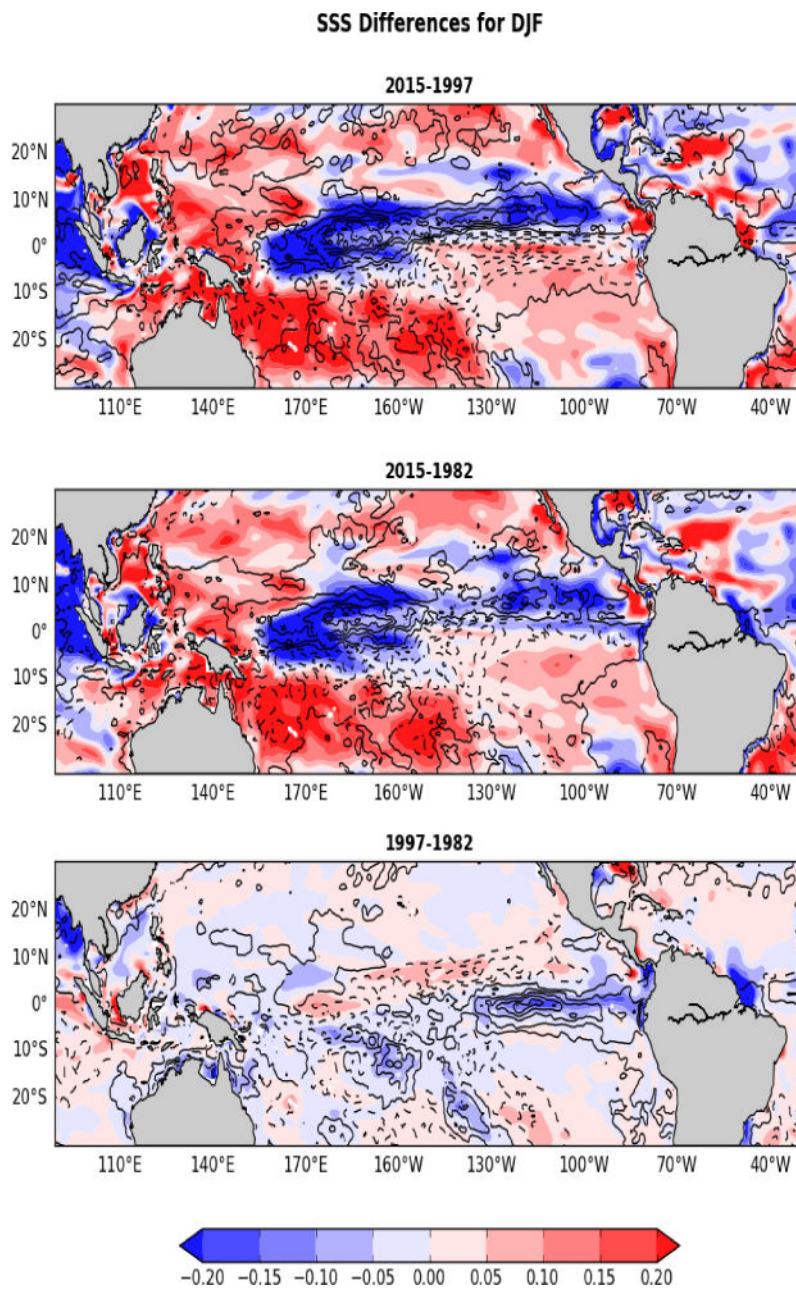 SSS Differences for DJF
2015-1997
20°N
10°N
0°
10°S
20°S
110°E 140°E 170°E 160°W 130°W 100°W 70°W 40°W
2015-1982
20°N
10°N
0°
10°S
20°S
110°E 140°E 170°E 160°W 130°W 100°W 70°W 40°W
1997-1982
20°N
10°N
0°
10°S
20°S
110°E 140°E 170°E 160°W 130°W 100°W 70°W 40°W
−0.20 −0.15 −0.10 −0.05 0.00 0.05 0.10 0.15 0.20